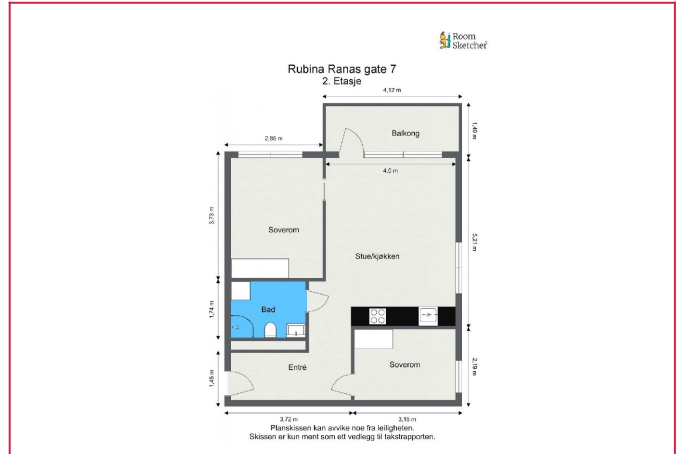 Room
Sketcher
Rubina Ranas gate 7
2. Etasje
4,12 m
1,40 m
Balkong
2,88 m
4,0 m
3,73 m
5,21 m
Soverom
Stue/kjøkken
1,74 m
Bad
Entré
Soverom
2,19 m
1,45 m
3,72 m
3,15 m
Planskissen kan avvike noe fra leiligheten.
Skissen er kun ment som ett vedlegg til takstrapporten.